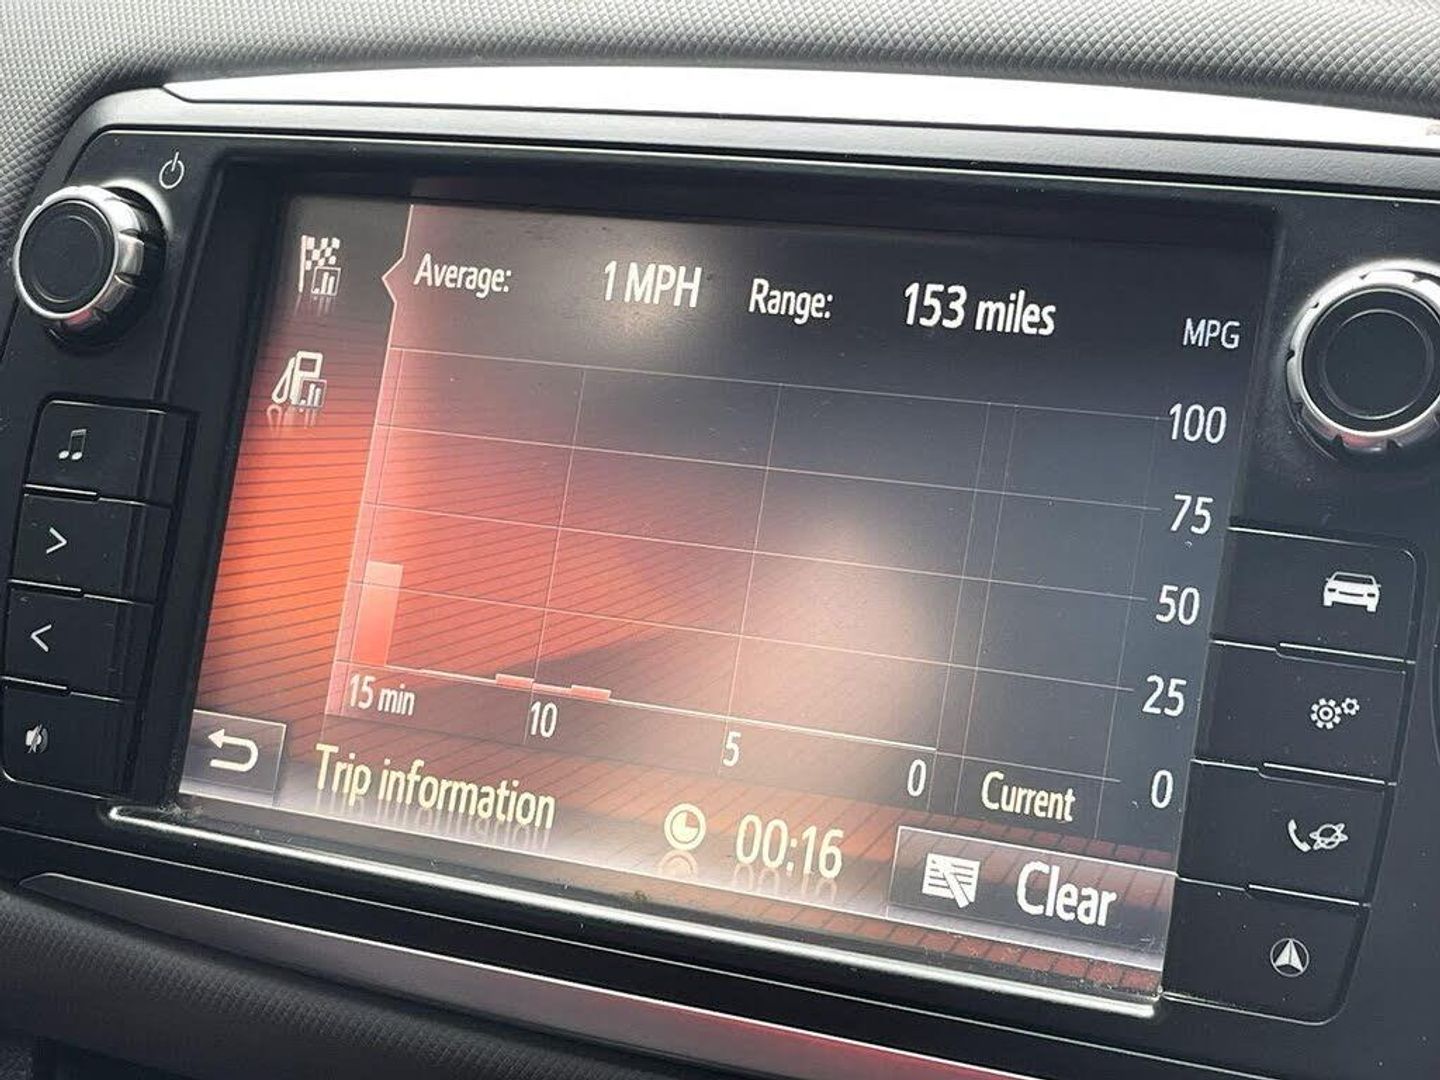 Average: 1 MPH Range: 153 miles
MPG
100
75
50
25
0
15 min 10 5 0 Current
Trip information 00:16 Clear